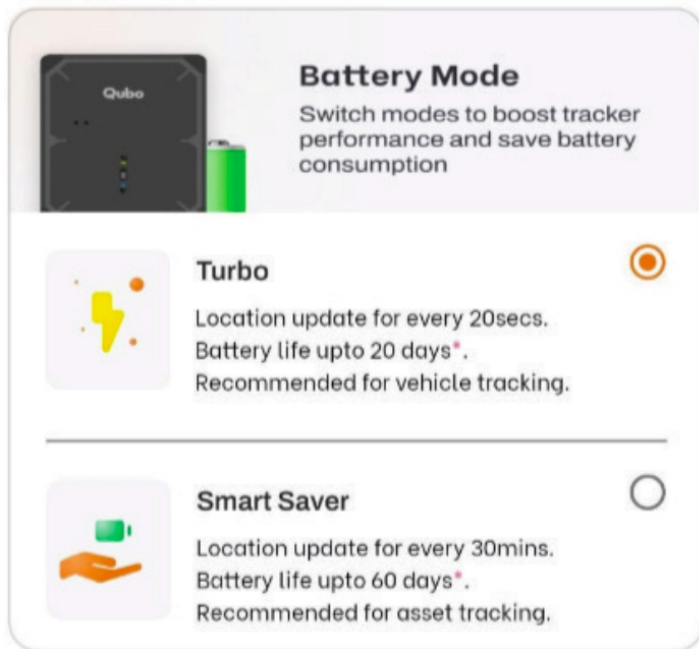 Qubo
Battery Mode
Switch modes to boost tracker
performance and save battery
consumption
Turbo
Location update for every 20secs.
Battery life upto 20 days*.
Recommended for vehicle tracking.
Smart Saver
Location update for every 30mins.
Battery life upto 60 days*.
Recommended for asset tracking.